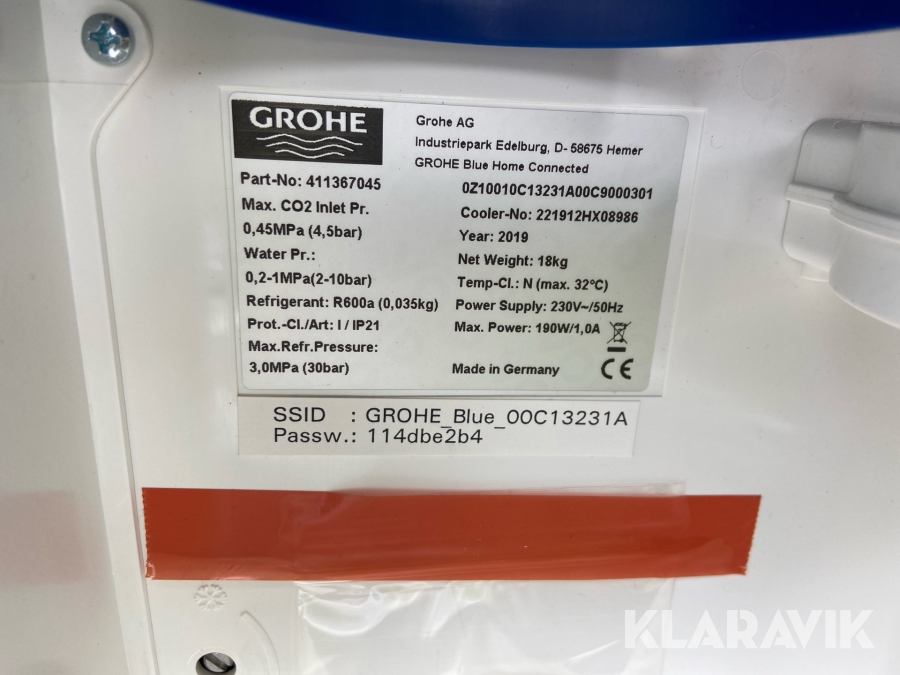 GROHE
Part-No: 411367045
Max. CO2 Inlet Pr.
0,45MPa (4,5bar)
Water Pr.:
0,2-1MPa(2-10bar)
Refrigerant: R600a (0,035kg)
Prot.-Cl./Art: I / IP21
Max.Refr.Pressure:
3,0MPa (30bar)
Grohe AG
Industriepark Edelburg, D- 58675 Hemer
GROHE Blue Home Connected
0Z10010C13231A00C9000301
Cooler-No: 221912HX08986
Year: 2019
Net Weight: 18kg
Temp-Cl.: N (max. 32°C)
Power Supply: 230V~/50Hz
Max. Power: 190W/1,0A
Made in Germany
CE
SSID : GROHE_Blue_00C13231A
Passw.: 114dbe2b4
KLARAVIK